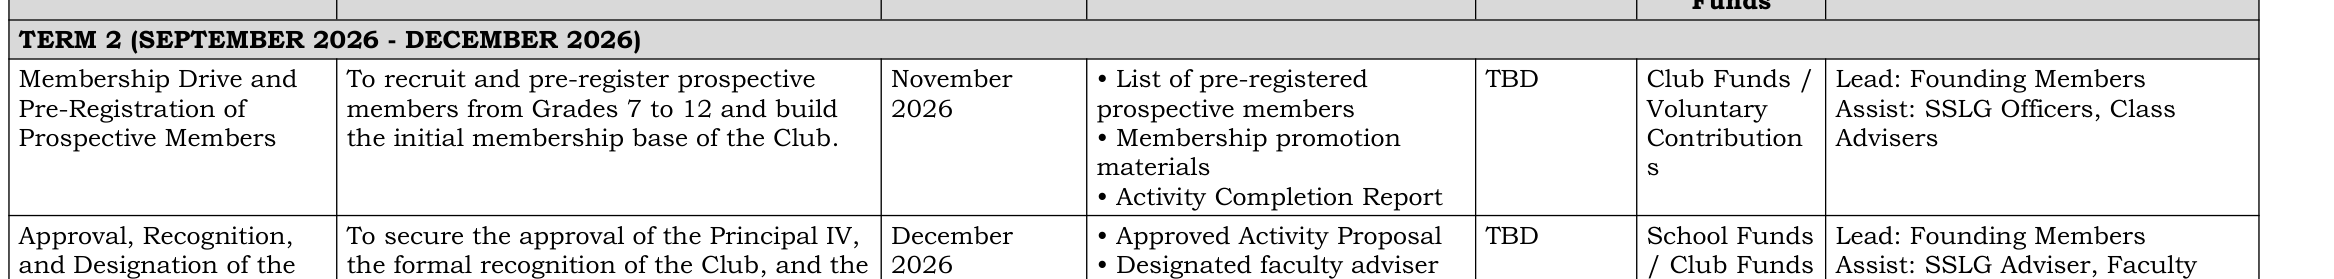 Funds
TERM 2 (SEPTEMBER 2026 - DECEMBER 2026)
Membership Drive and
Pre-Registration of
Prospective Members
To recruit and pre-register prospective
members from Grades 7 to 12 and build
the initial membership base of the Club.
November
2026
• List of pre-registered
prospective members
• Membership promotion
materials
• Activity Completion Report
TBD
Club Funds /
Voluntary
Contribution
s
Lead: Founding Members
Assist: SSLG Officers, Class
Advisers
Approval, Recognition,
and Designation of the
To secure the approval of the Principal IV,
the formal recognition of the Club, and the
December
2026
• Approved Activity Proposal
• Designated faculty adviser
TBD
School Funds
/ Club Funds
Lead: Founding Members
Assist: SSLG Adviser, Faculty